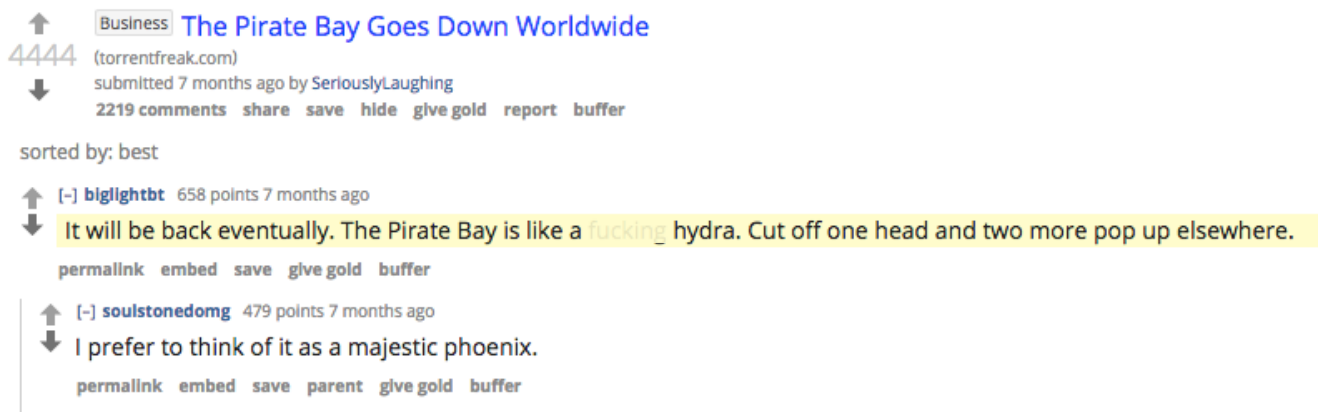 Business The Pirate Bay Goes Down Worldwide
4444 (torrentfreak.com)
submitted 7 months ago by SeriouslyLaughing
2219 comments share save hide give gold report buffer
sorted by: best
[-] biglightbt 658 points 7 months ago
It will be back eventually. The Pirate Bay is like a fucking hydra. Cut off one head and two more pop up elsewhere.
permalink embed save give gold buffer
[-] soulstonedomg 479 points 7 months ago
I prefer to think of it as a majestic phoenix.
permalink embed save parent give gold buffer